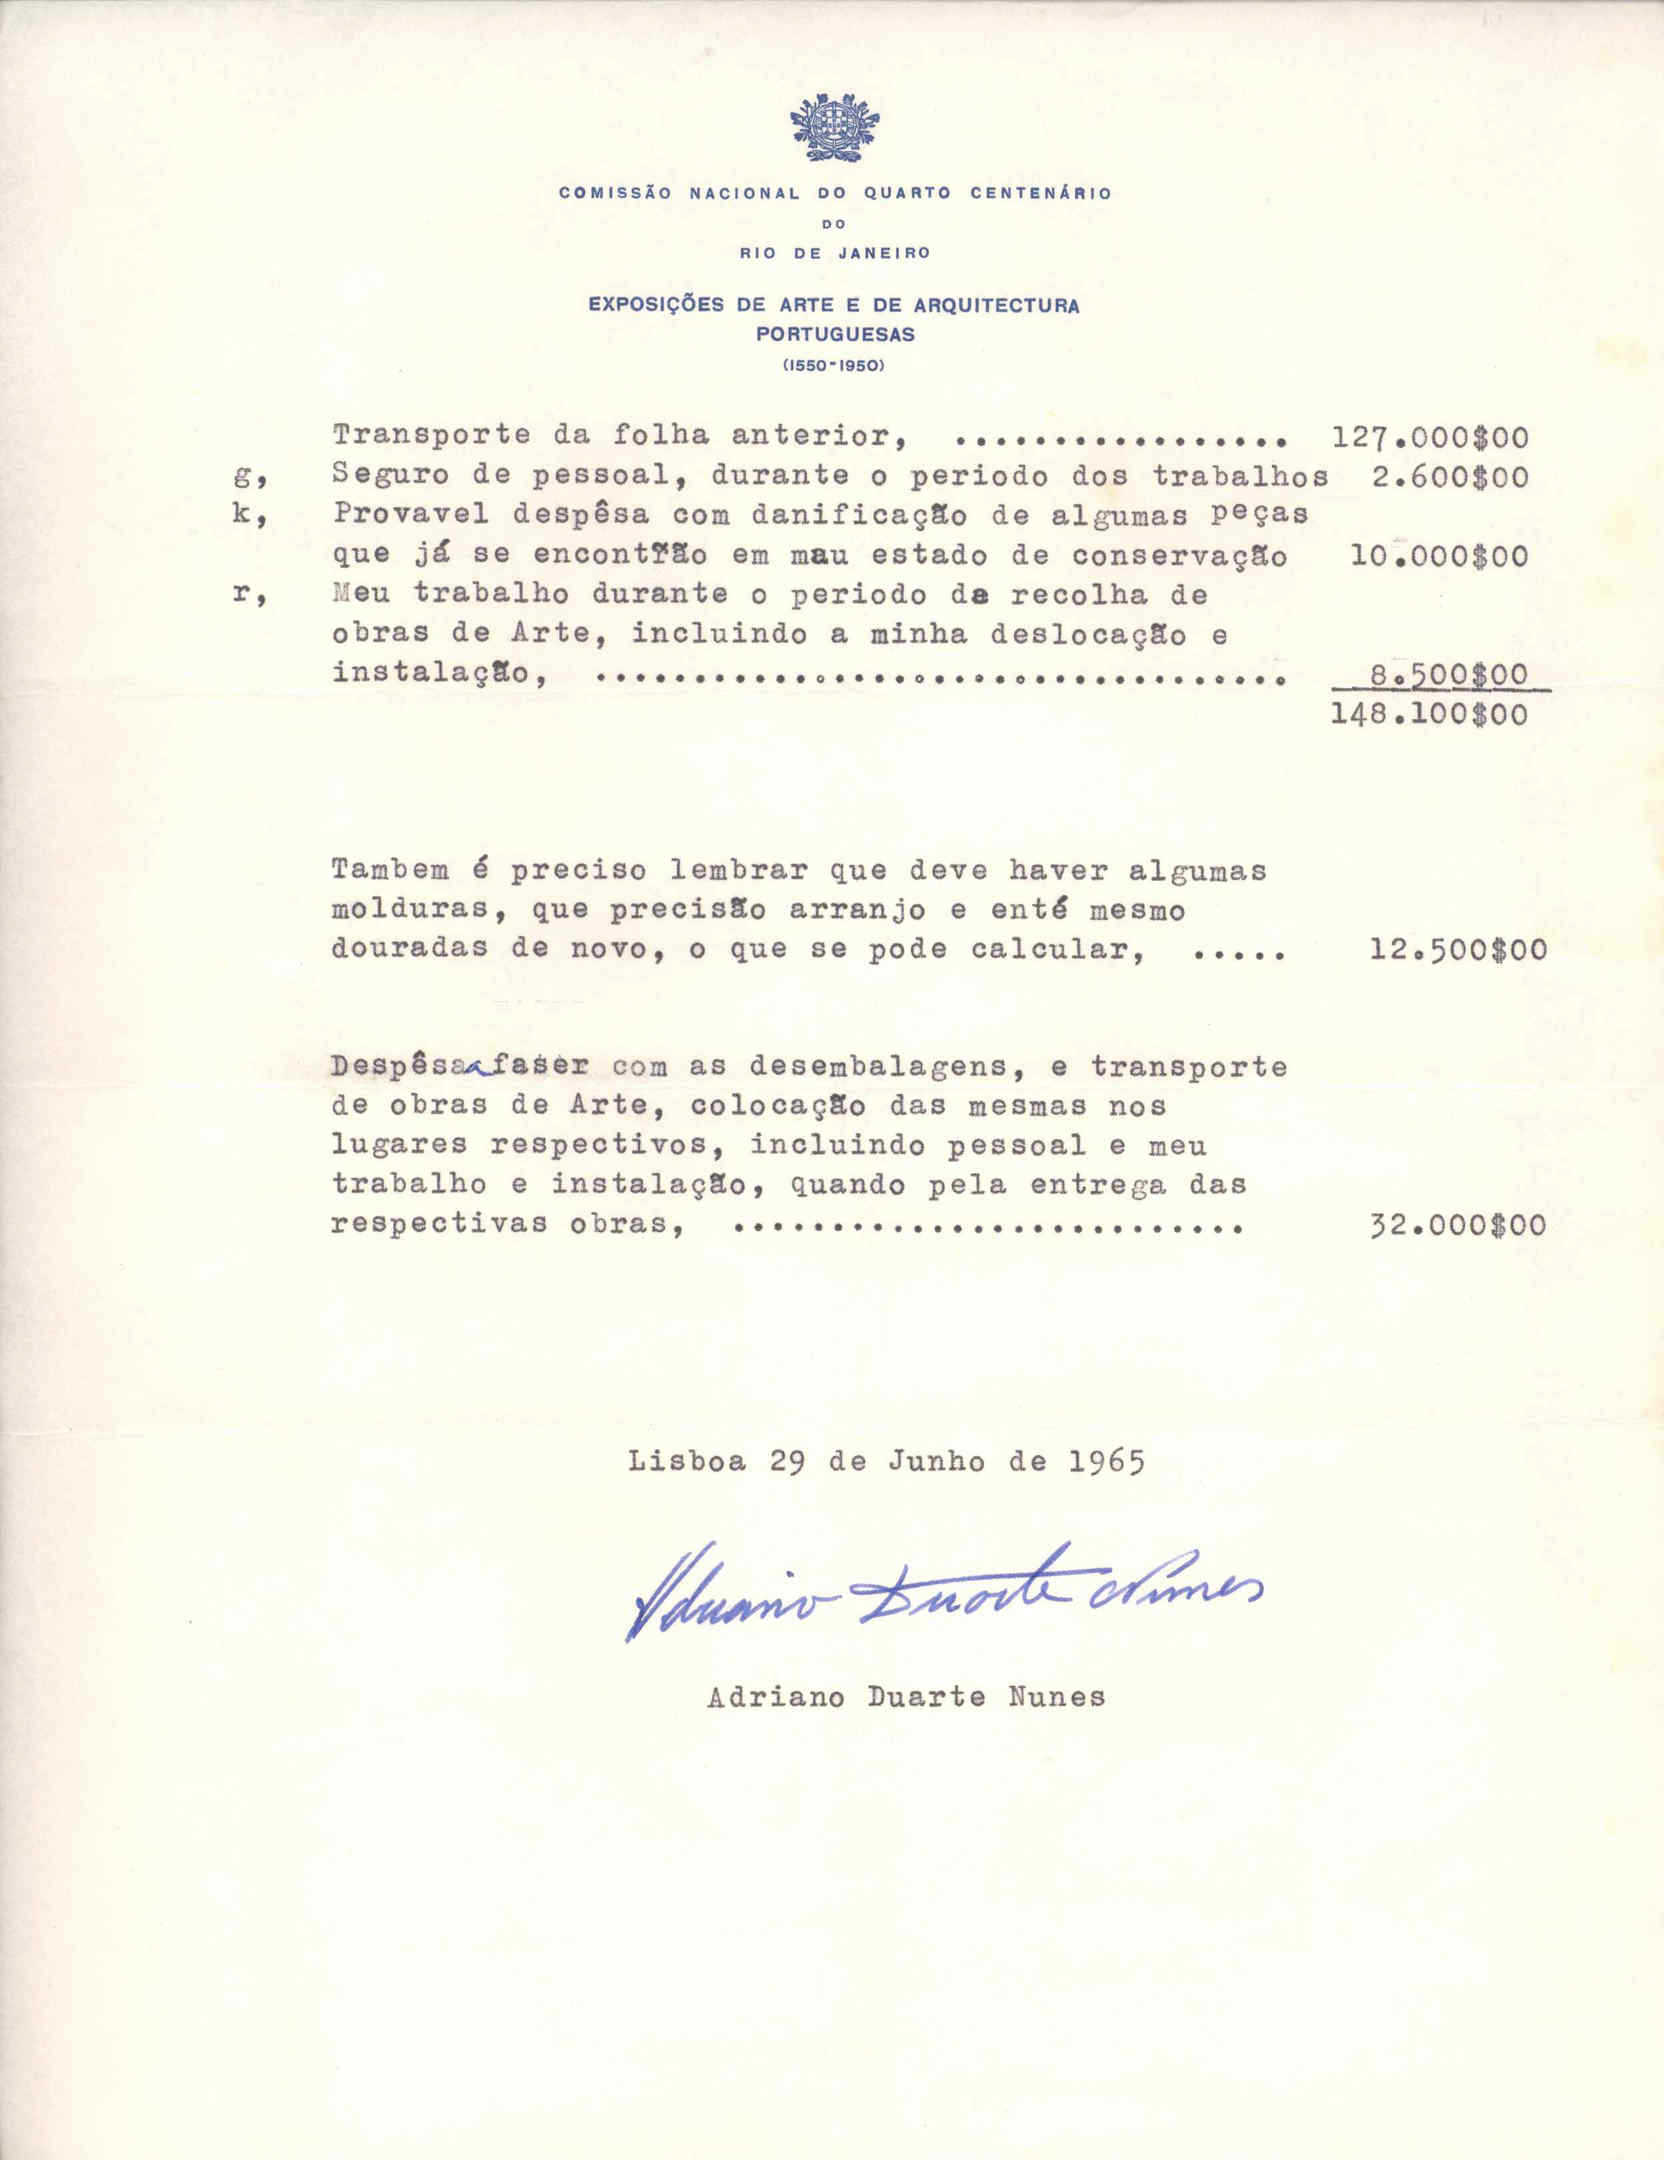 COMISSÃO NACIONAL DO QUARTO CENTENÁRIO
DO
RIO DE JANEIRO
EXPOSIÇÕES DE ARTE E DE ARQUITECTURA
PORTUGUESAS
(1550-1950)
Transporte da folha anterior, ................. 127.000$00
g, Seguro de pessoal, durante o periodo dos trabalhos 2.600$00
k, Provavel despêsa com danificação de algumas peças
que já se encontrão em mau estado de conservação 10.000$00
r, Meu trabalho durante o periodo da recolha de
obras de Arte, incluindo a minha deslocação e
instalação, ................................... 8.500$00
148.100$00
Tambem é preciso lembrar que deve haver algumas
molduras, que precisão arranjo e enté mesmo
douradas de novo, o que se pode calcular, ..... 12.500$00
Despêsa a faser com as desembalagens, e transporte
de obras de Arte, colocação das mesmas nos
lugares respectivos, incluindo pessoal e meu
trabalho e instalação, quando pela entrega das
respectivas obras, .......................... 32.000$00
Lisboa 29 de Junho de 1965
Adriano Duarte Nunes
Adriano Duarte Nunes